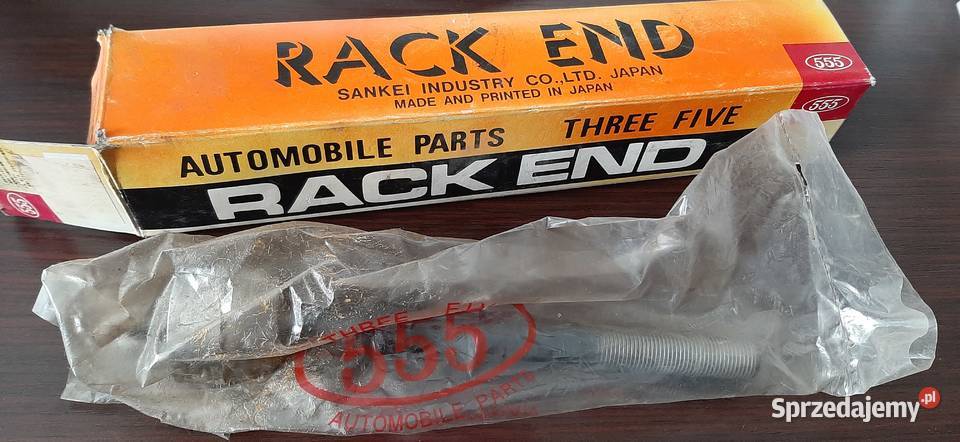 RACK END
SANKEI INDUSTRY CO., LTD. JAPAN
MADE AND PRINTED IN JAPAN
555
555
AUTOMOBILE PARTS THREE FIVE
RACK END
555
THREE
555
AUTOMOBILE PARTS
Sprzedajemy.pl